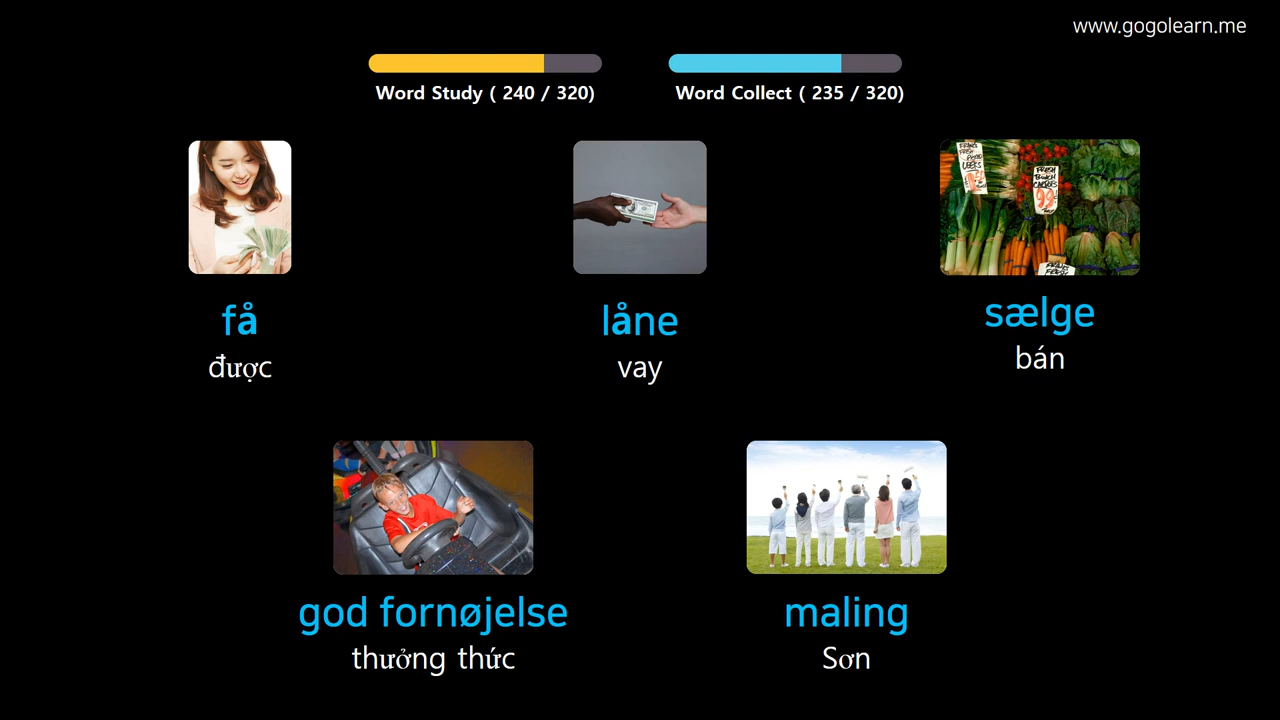 www.gogolearn.me
Word Study ( 240 / 320)
Word Collect ( 235 / 320)
få
được
låne
vay
sælge
bán
god fornøjelse
thưởng thức
maling
Sơn